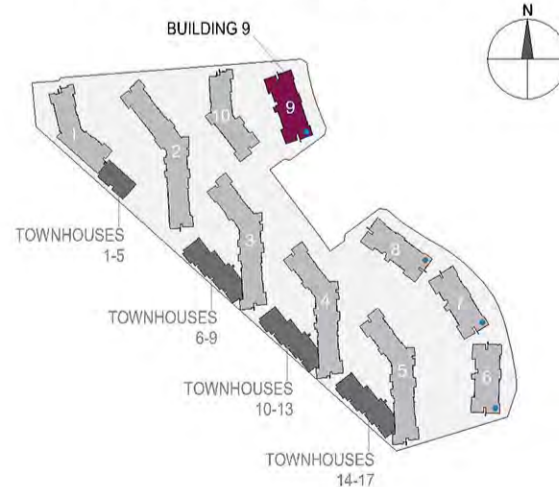 N
BUILDING 9
9
10
1
2
TOWNHOUSES
1-5
3
8
TOWNHOUSES
6-9
4
7
TOWNHOUSES
10-13
5
6
TOWNHOUSES
14-17